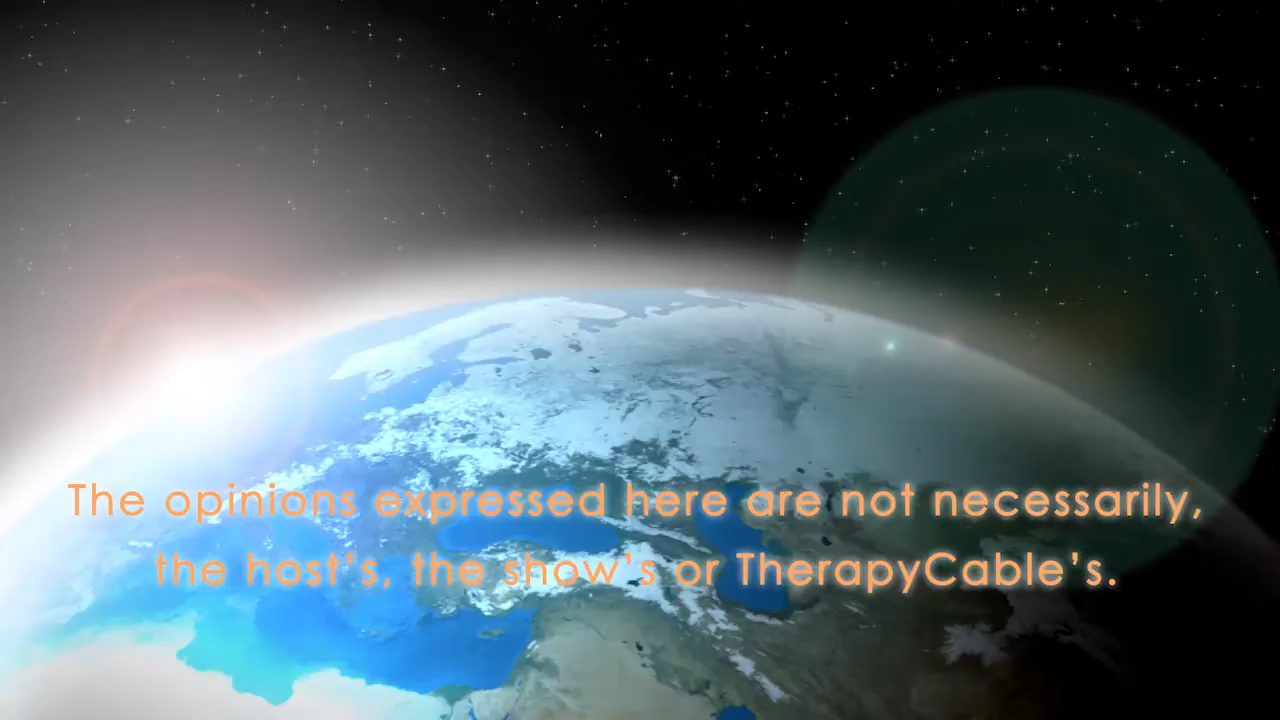 The opinions expressed here are not necessarily,
the host's, the show's or TherapyCable's.